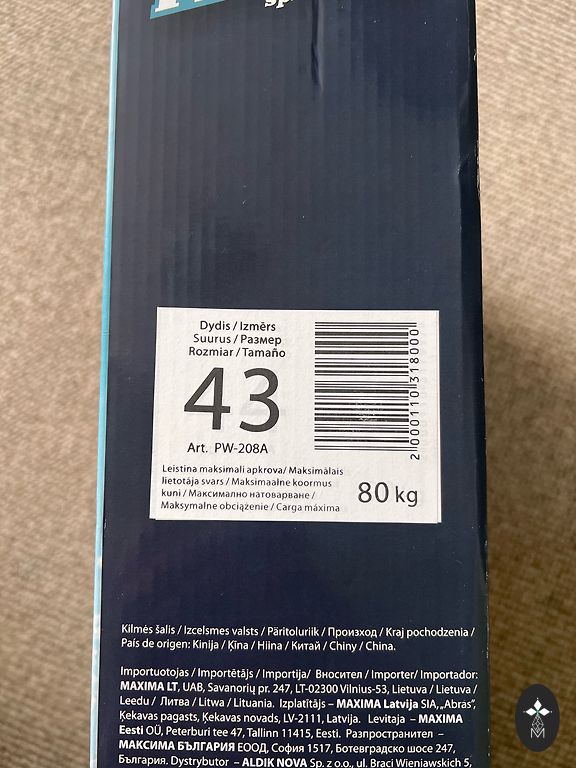 sp
Dydis / Izmērs
Suurus / Размер
Rozmiar / Tamaño
43
Art. PW-208A
2000110318000
Leistina maksimali apkrova/ Maksimālais
lietotāja svars / Maksimaalne koormus
kuni / Максимално натоварване /
Maksymalne obciążenie / Carga máxima
80 kg
Kilmės šalis / Izcelsmes valsts / Päritoluriik / Произход / Kraj pochodzenia /
País de origen: Kinija / Ķīna / Hiina / Китай / Chiny / China.
Importuotojas / Importētājs / Importija/ Вносител / Importer/ Importador:
MAXIMA LT, UAB, Savanorių pr. 247, LT-02300 Vilnius-53, Lietuva / Lietuva /
Leedu / Литва / Litwa / Lituania. Izplatītājs – MAXIMA Latvija SIA, „Abras”,
Ķekavas pagasts, Ķekavas novads, LV-2111, Latvija. Levitaja – MAXIMA
Eesti OÜ, Peterburi tee 47, Tallinn 11415, Eesti. Разпространител –
МАКСИМА БЪЛГАРИЯ ЕООД, София 1517, Ботевградско шосе 247,
България. Dystrybutor – ALDIK NOVA Sp. z o.o., ul. Braci Wieniawskich 5,
M